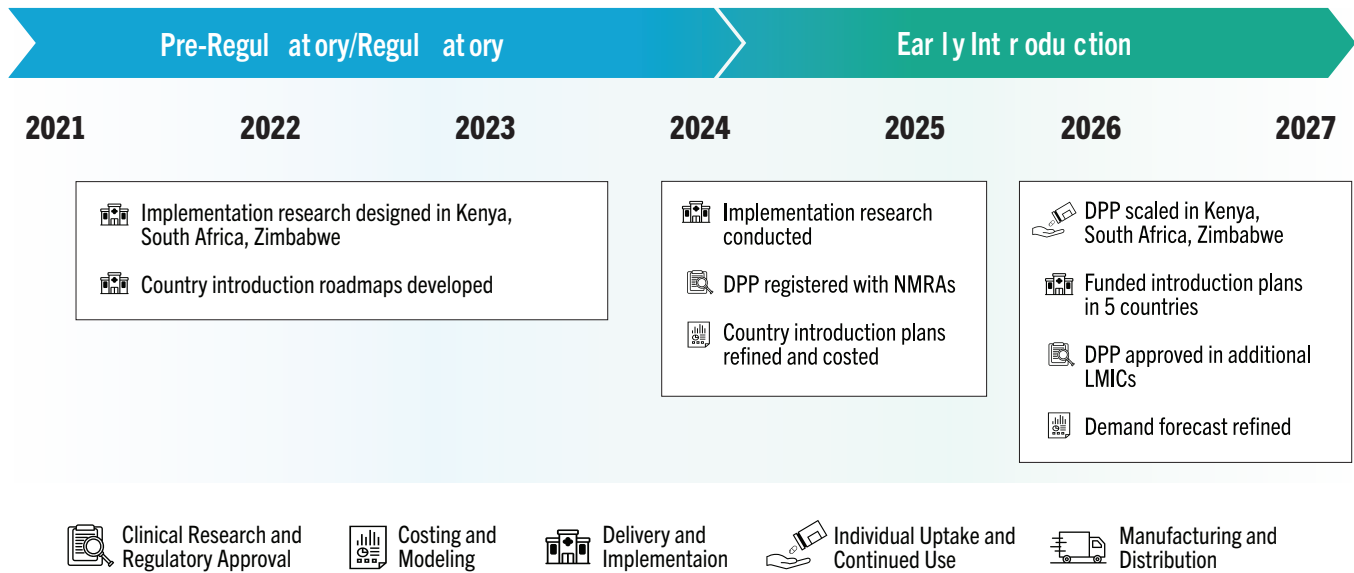 Pre-Regul at ory/Regul at ory
Ear l y Int r odu c tion
2021 2022 2023 2024 2025 2026 2027
Implementation research designed in Kenya,
South Africa, Zimbabwe
Country introduction roadmaps developed
Implementation research
conducted
DPP registered with NMRAs
Country introduction plans
refined and costed
DPP scaled in Kenya,
South Africa, Zimbabwe
Funded introduction plans
in 5 countries
DPP approved in additional
LMICs
Demand forecast refined
Clinical Research and
Regulatory Approval
Costing and
Modeling
Delivery and
Implementaion
Individual Uptake and
Continued Use
Manufacturing and
Distribution